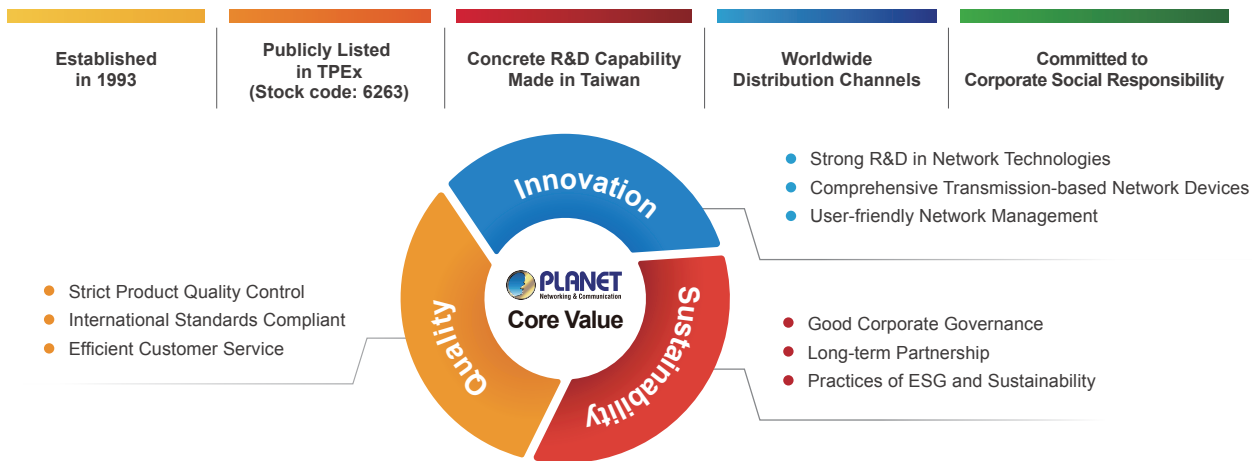 Established
in 1993
Publicly Listed
in TPEx
(Stock code: 6263)
Concrete R&D Capability
Made in Taiwan
Worldwide
Distribution Channels
Committed to
Corporate Social Responsibility
Innovation
Strong R&D in Network Technologies
Comprehensive Transmission-based Network Devices
User-friendly Network Management
PLANET
Networking & Communication
Core Value
Quality
Strict Product Quality Control
International Standards Compliant
Efficient Customer Service
Sustainability
Good Corporate Governance
Long-term Partnership
Practices of ESG and Sustainability